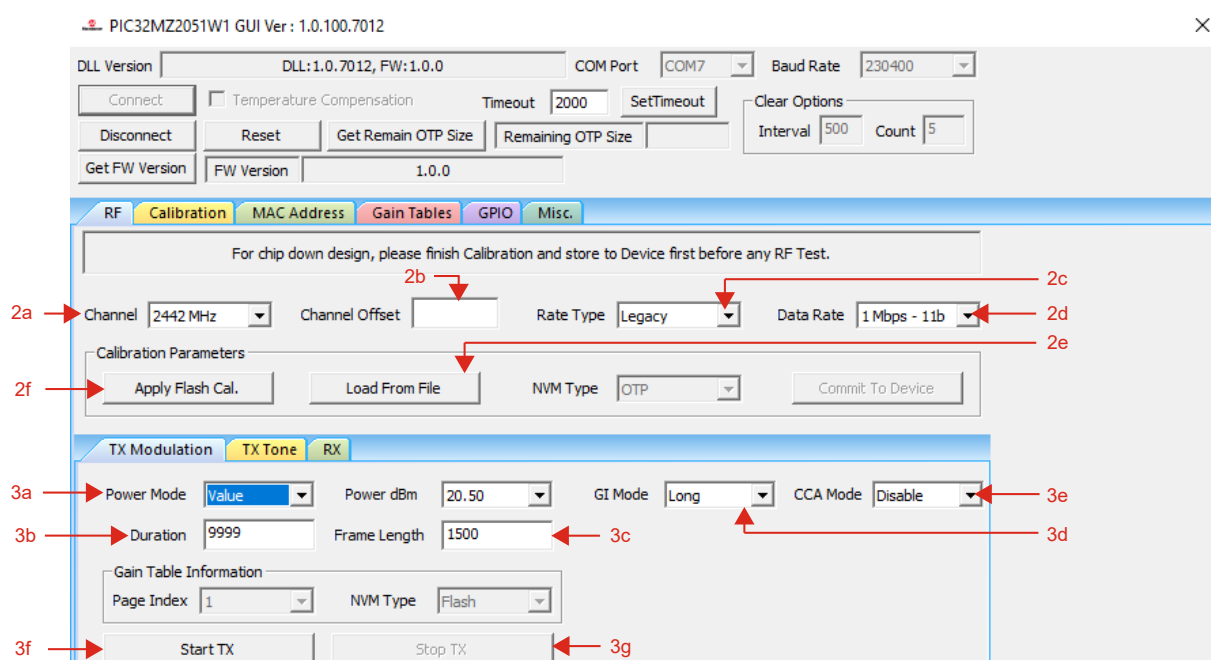 PIC32MZ2051W1 GUI Ver : 1.0.100.7012
DLL Version DLL:1.0.7012, FW:1.0.0 COM Port COM7 Baud Rate 230400
Connect Temperature Compensation Timeout 2000 SetTimeout Clear Options
Interval 500 Count 5
Disconnect Reset Get Remain OTP Size Remaining OTP Size
Get FW Version FW Version 1.0.0
RF Calibration MAC Address Gain Tables GPIO Misc.
For chip down design, please finish Calibration and store to Device first before any RF Test.
2b 2c
2a Channel 2442 MHz Channel Offset Rate Type Legacy Data Rate 1 Mbps - 11b 2d
2e
Calibration Parameters
2f Apply Flash Cal. Load From File NVM Type OTP Commit To Device
TX Modulation TX Tone RX
3a Power Mode Value Power dBm 20.50 GI Mode Long CCA Mode Disable 3e
3b Duration 9999 Frame Length 1500 3c 3d
Gain Table Information
Page Index 1 NVM Type Flash
3f Start TX Stop TX 3g